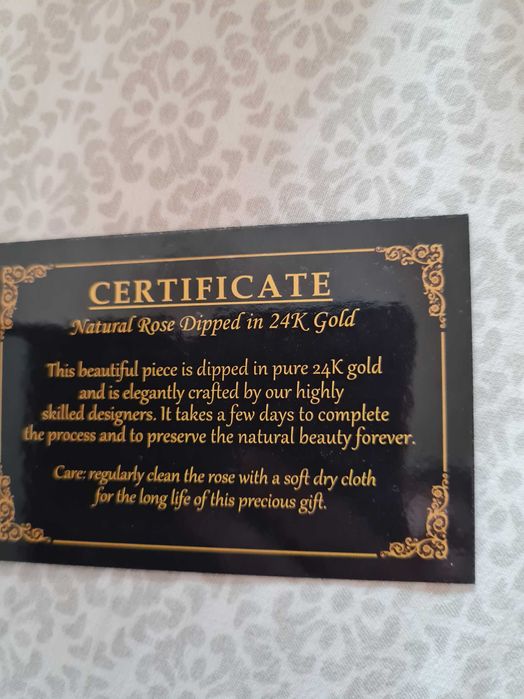 CERTIFICATE
Natural Rose Dipped in 24K Gold
This beautiful piece is dipped in pure 24K gold
and is elegantly crafted by our highly
skilled designers. It takes a few days to complete
the process and to preserve the natural beauty forever.
Care: regularly clean the rose with a soft dry cloth
for the long life of this precious gift.